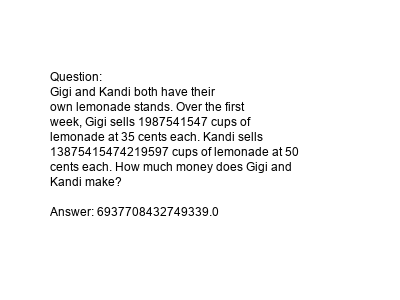 Question:
Gigi and Kandi both have their
own lemonade stands. Over the first
week, Gigi sells 1987541547 cups of
lemonade at 35 cents each. Kandi sells
13875415474219597 cups of lemonade at 50
cents each. How much money does Gigi and
Kandi make?

Answer: 6937708432749339.0